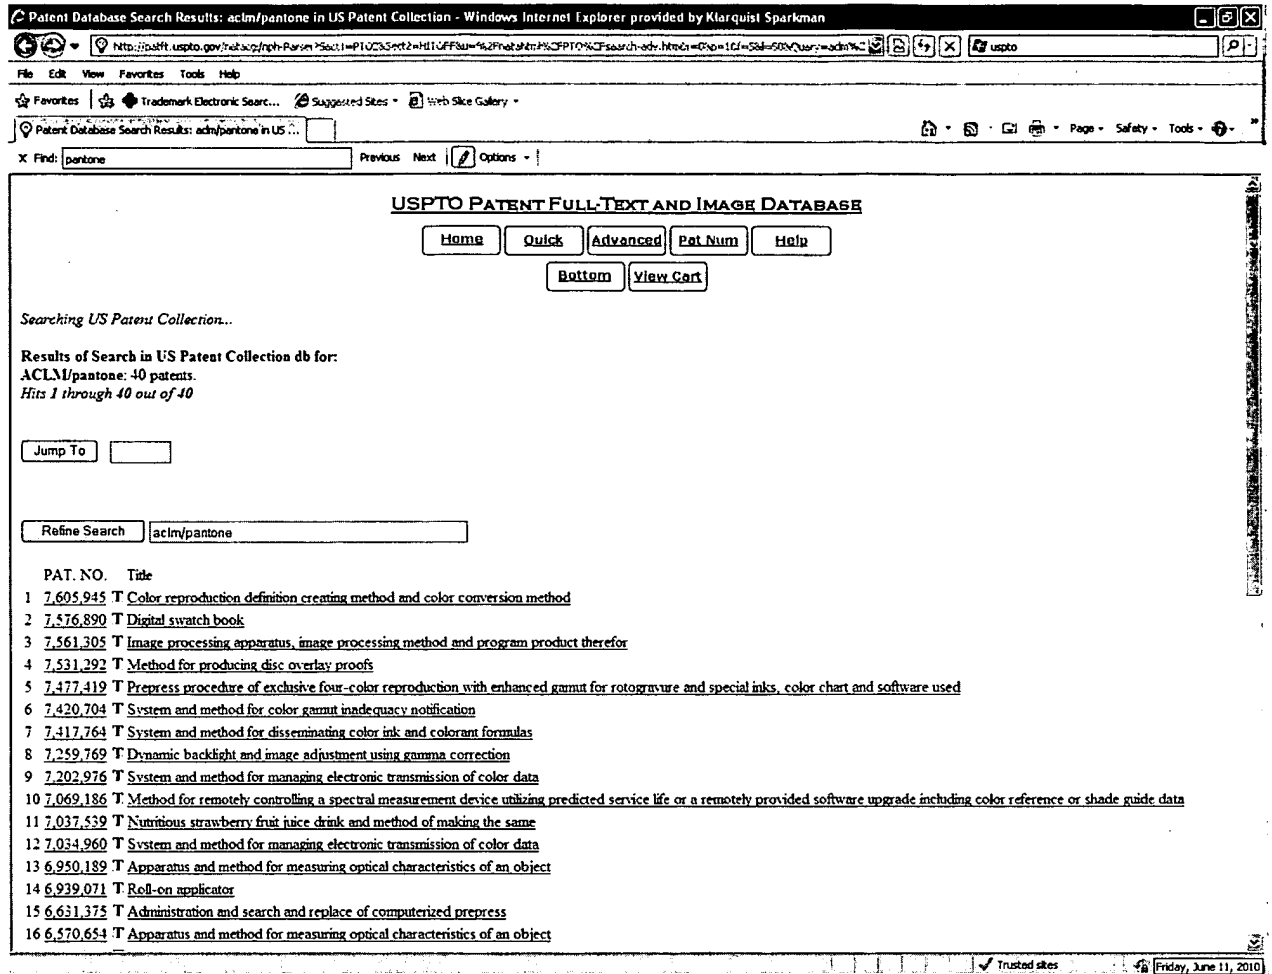 Patent Database Search Results: aclm/pantone in US Patent Collection - Windows Internet Explorer provided by Klarquist Sparkman
uspto
File Edit View Favorites Tools Help
Favorites Trademark Electronic Searc... Suggested Sites Web Slice Gallery
Patent Database Search Results: aclm/pantone in US ... Page Safety Tools
X Find: pantone Previous Next Options
USPTO PATENT FULL-TEXT AND IMAGE DATABASE
Home Quick Advanced Pat Num Help
Bottom View Cart
Searching US Patent Collection...
Results of Search in US Patent Collection db for:
ACLM/pantone: 40 patents.
Hits 1 through 40 out of 40
Jump To
Refine Search aclm/pantone
PAT. NO. Title
1 7,605,945 T Color reproduction definition creating method and color conversion method
2 7,576,890 T Digital swatch book
3 7,561,305 T Image processing apparatus, image processing method and program product therefor
4 7,531,292 T Method for producing disc overlay proofs
5 7,477,419 T Prepress procedure of exclusive four-color reproduction with enhanced gamut for rotogravure and special inks, color chart and software used
6 7,420,704 T System and method for color gamut inadequacy notification
7 7,417,764 T System and method for disseminating color ink and colorant formulas
8 7,259,769 T Dynamic backlight and image adjustment using gamma correction
9 7,202,976 T System and method for managing electronic transmission of color data
10 7,069,186 T Method for remotely controlling a spectral measurement device utilizing predicted service life or a remotely provided software upgrade including color reference or shade guide data
11 7,037,539 T Nutritious strawberry fruit juice drink and method of making the same
12 7,034,960 T System and method for managing electronic transmission of color data
13 6,950,189 T Apparatus and method for measuring optical characteristics of an object
14 6,939,071 T Roll-on applicator
15 6,631,375 T Administration and search and replace of computerized prepress
16 6,570,654 T Apparatus and method for measuring optical characteristics of an object
Trusted sites Friday, June 11, 2010